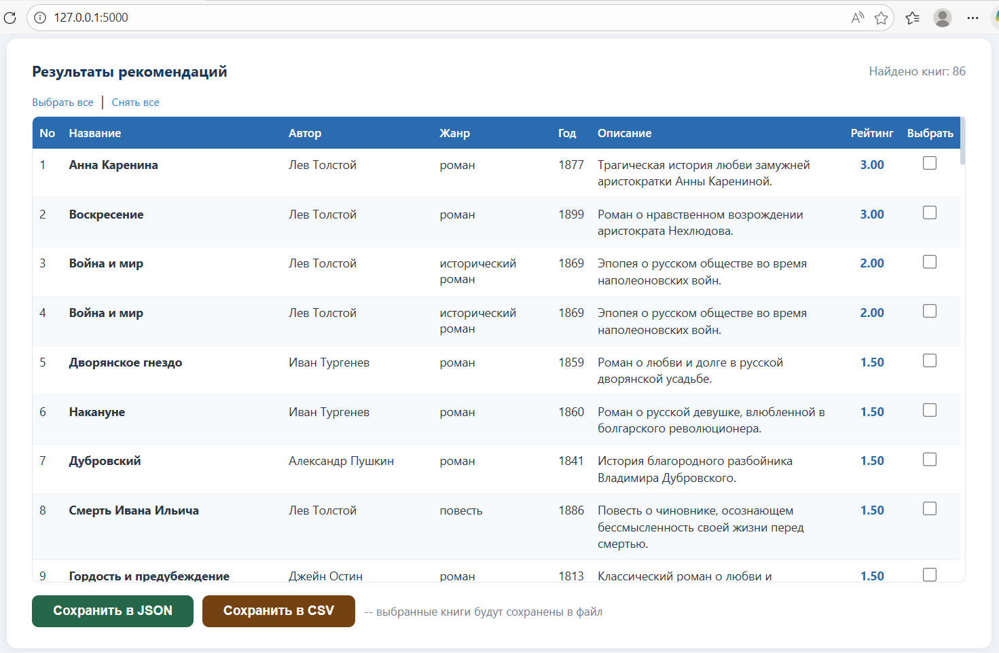 127.0.0.1:5000
Результаты рекомендаций
Найдено книг: 86
Выбрать все | Снять все
No Название Автор Жанр Год Описание Рейтинг Выбрать
1 Анна Каренина Лев Толстой роман 1877 Трагическая история любви замужней 3.00
аристократки Анны Карениной.
2 Воскресение Лев Толстой роман 1899 Роман о нравственном возрождении 3.00
аристократа Нехлюдова.
3 Война и мир Лев Толстой исторический 1869 Эпопея о русском обществе во время 2.00
роман наполеоновских войн.
4 Война и мир Лев Толстой исторический 1869 Эпопея о русском обществе во время 2.00
роман наполеоновских войн.
5 Дворянское гнездо Иван Тургенев роман 1859 Роман о любви и долге в русской 1.50
дворянской усадьбе.
6 Накануне Иван Тургенев роман 1860 Роман о русской девушке, влюбленной в 1.50
болгарского революционера.
7 Дубровский Александр Пушкин роман 1841 История благородного разбойника 1.50
Владимира Дубровского.
8 Смерть Ивана Ильича Лев Толстой повесть 1886 Повесть о чиновнике, осознающем 1.50
бессмысленность своей жизни перед
смертью.
9 Гордость и предубеждение Джейн Остин роман 1813 Классический роман о любви и 1.50
Сохранить в JSON Сохранить в CSV -- выбранные книги будут сохранены в файл